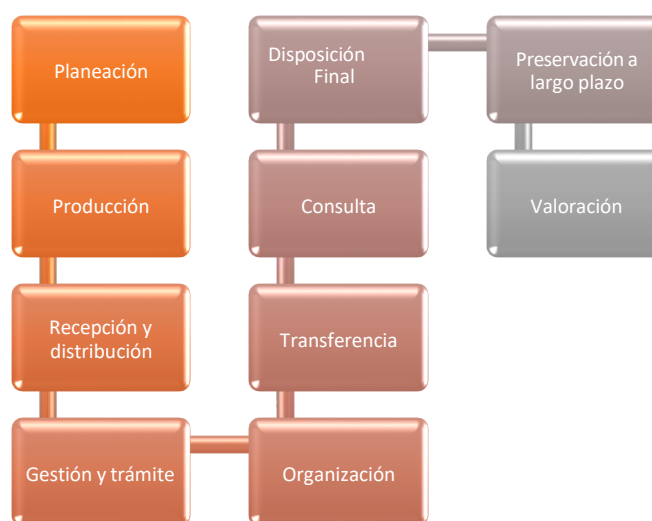 Planeación
Producción
Recepción y
distribución
Gestión y trámite
Organización
Transferencia
Consulta
Disposición
Final
Preservación a
largo plazo
Valoración